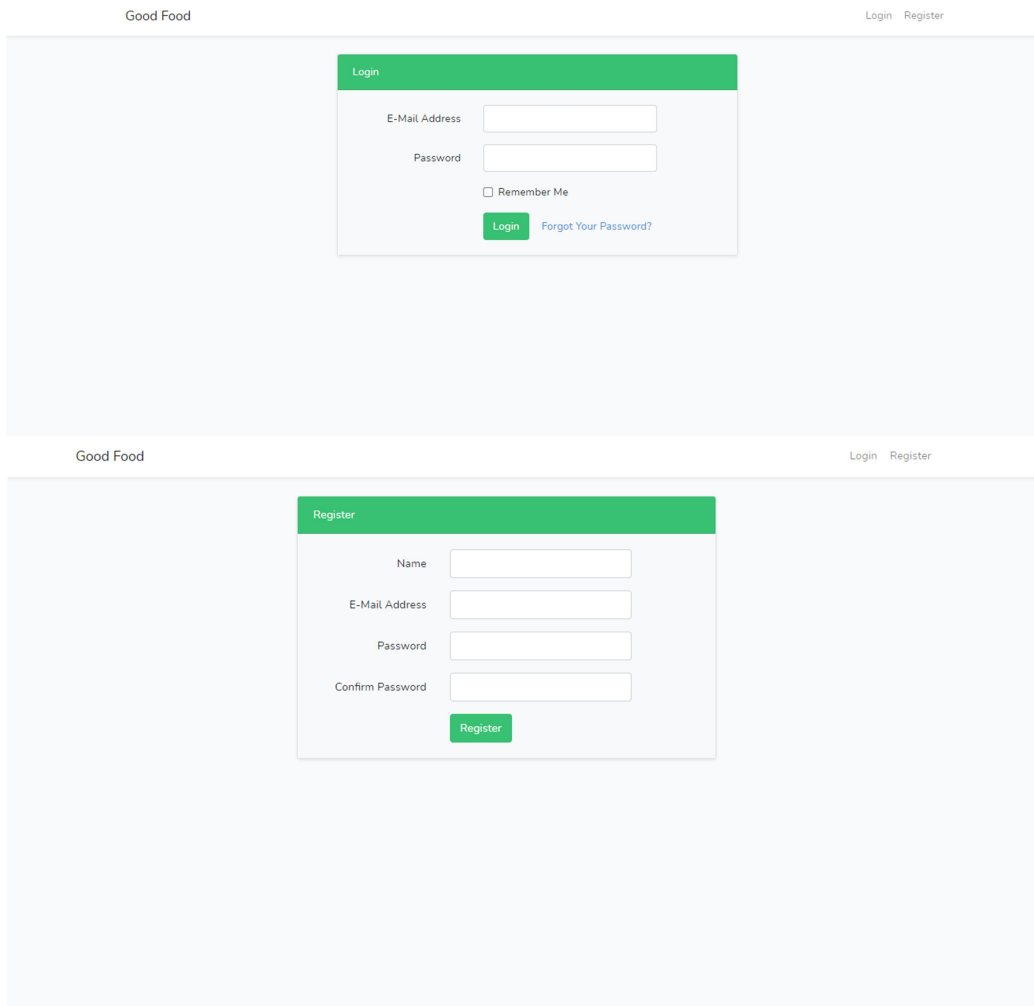 Good Food Login Register
Login
E-Mail Address
Password
Remember Me
Login Forgot Your Password?
Good Food Login Register
Register
Name
E-Mail Address
Password
Confirm Password
Register